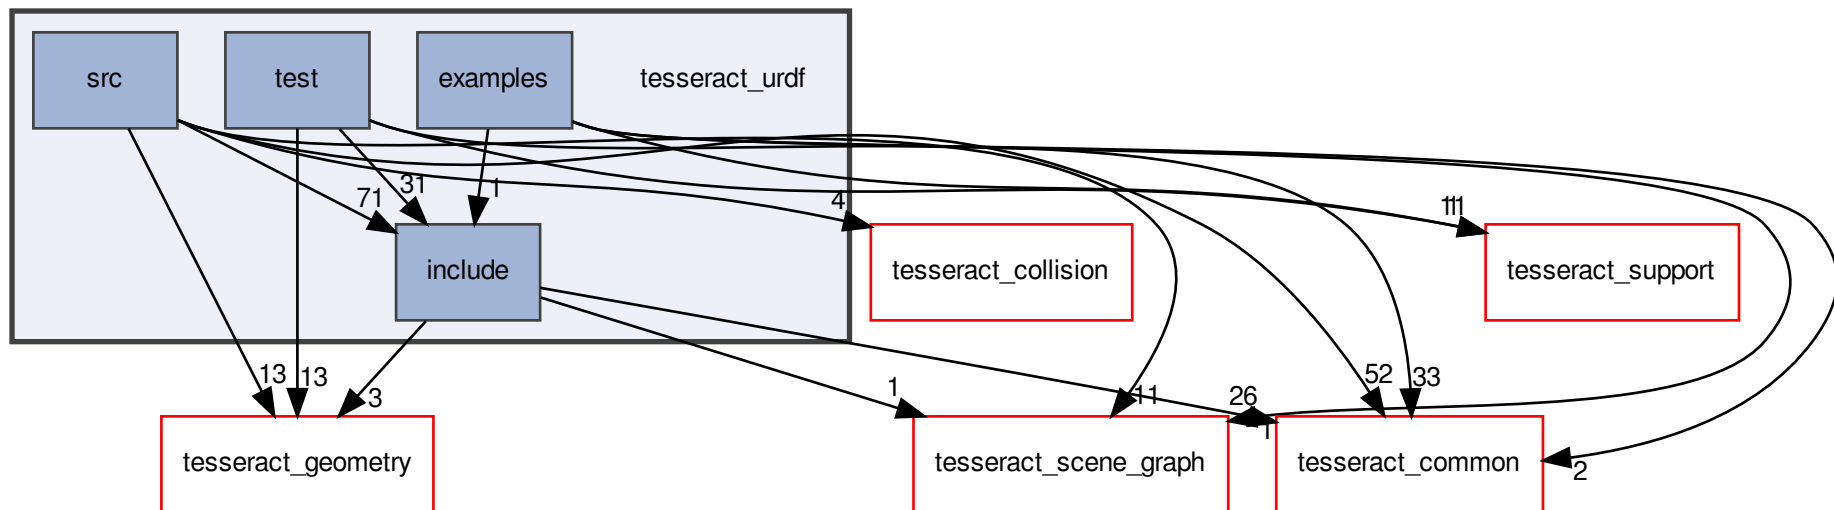 src
test
examples
tesseract_urdf
71
31
1
4
111
include
tesseract_collision
tesseract_support
13
13
3
1
11
26
1
52
33
2
tesseract_geometry
tesseract_scene_graph
tesseract_common